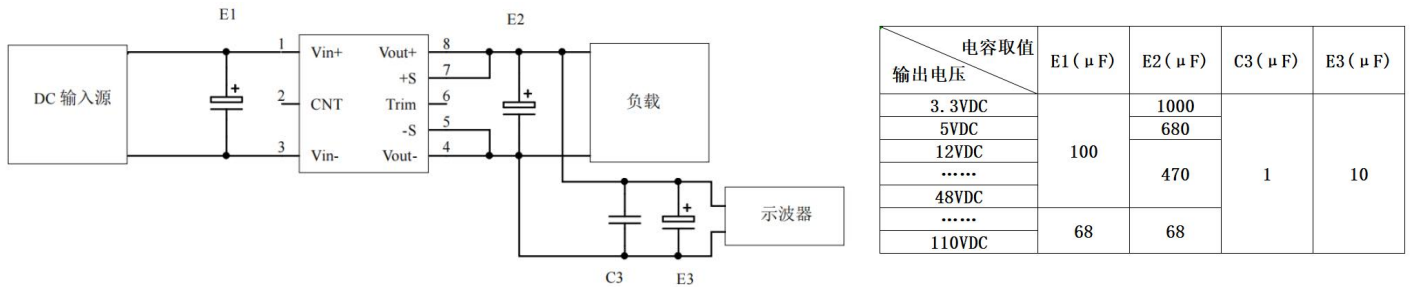 E1
E2
DC 输入源
1
Vin+
2
CNT
3
Vin-
Vout+
8
+S
7
Trim
6
-S
5
Vout-
4
负载
示波器
C3
E3
电容取值
输出电压
E1(μF) E2(μF) C3(μF) E3(μF)
3.3VDC 1000
5VDC 680
12VDC
100
……
470 1 10
48VDC
……
68 68
110VDC